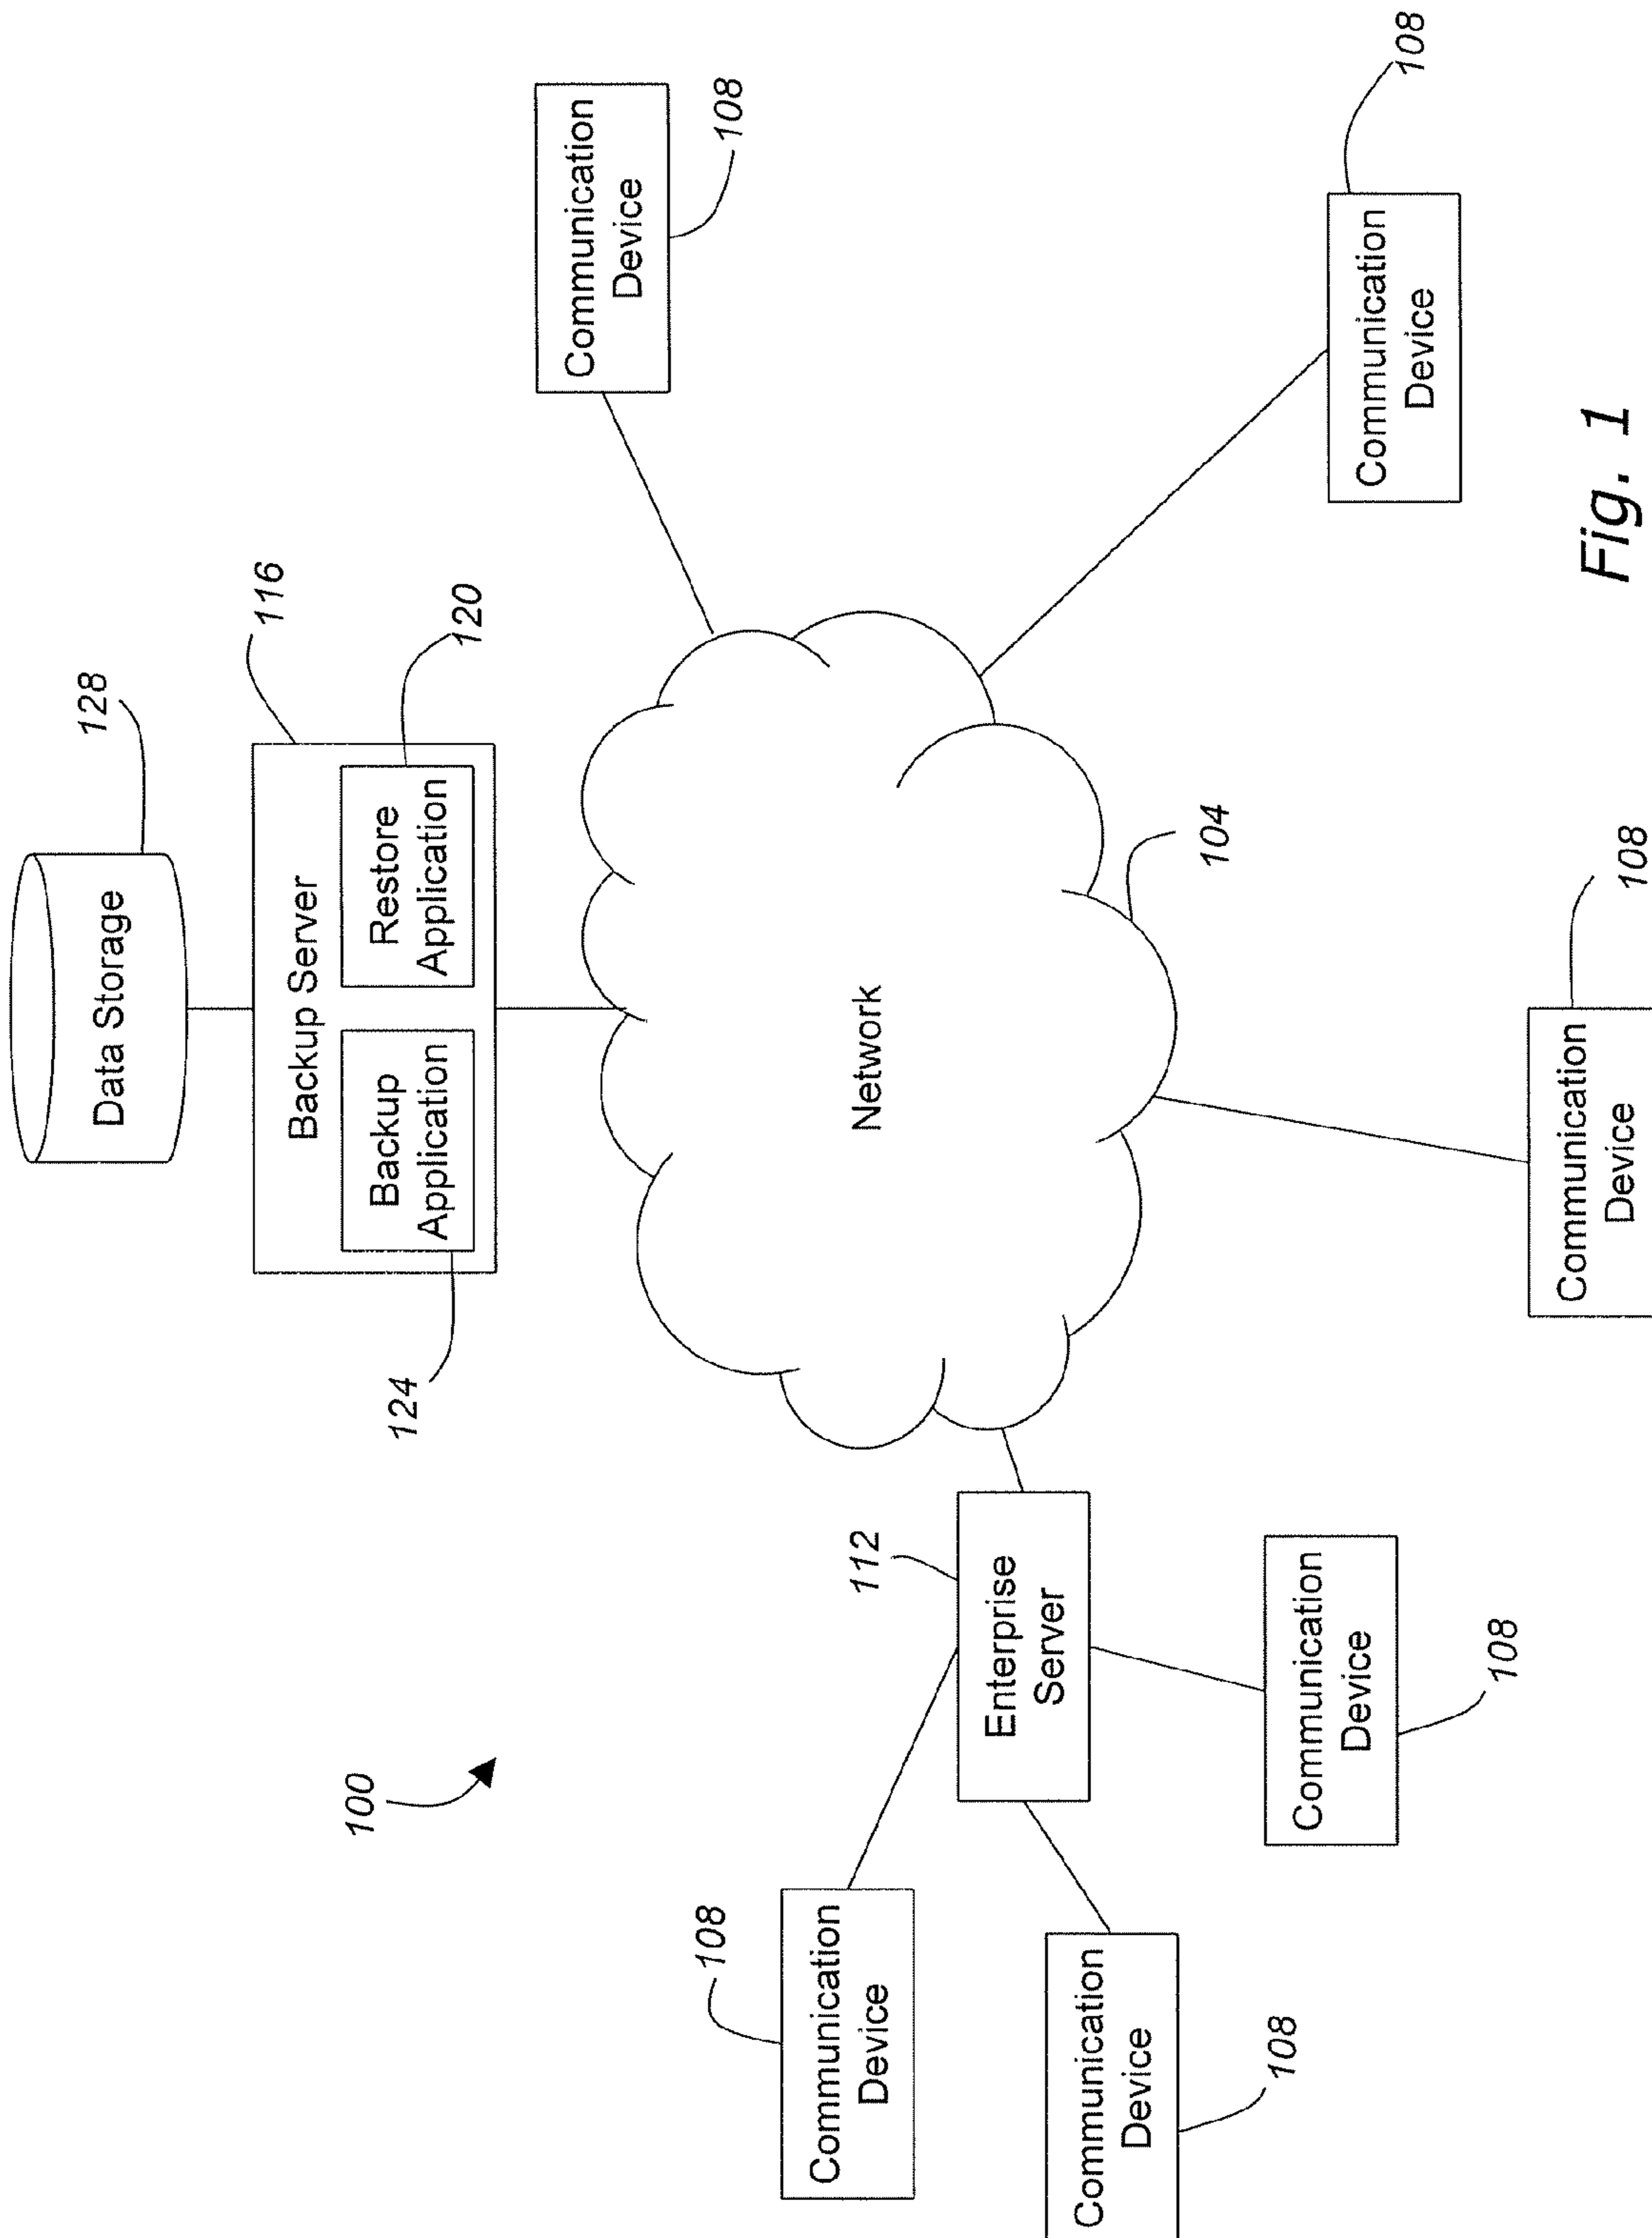 128
Data Storage
116
Backup Server
124
Backup
Application
Restore
Application
120
100
108
Communication
Device
Communication
Device
108
112
Enterprise
Server
Communication
Device
108
Network
104
Communication
Device
108
Communication
Device
108
Communication
Device
108
Fig. 1